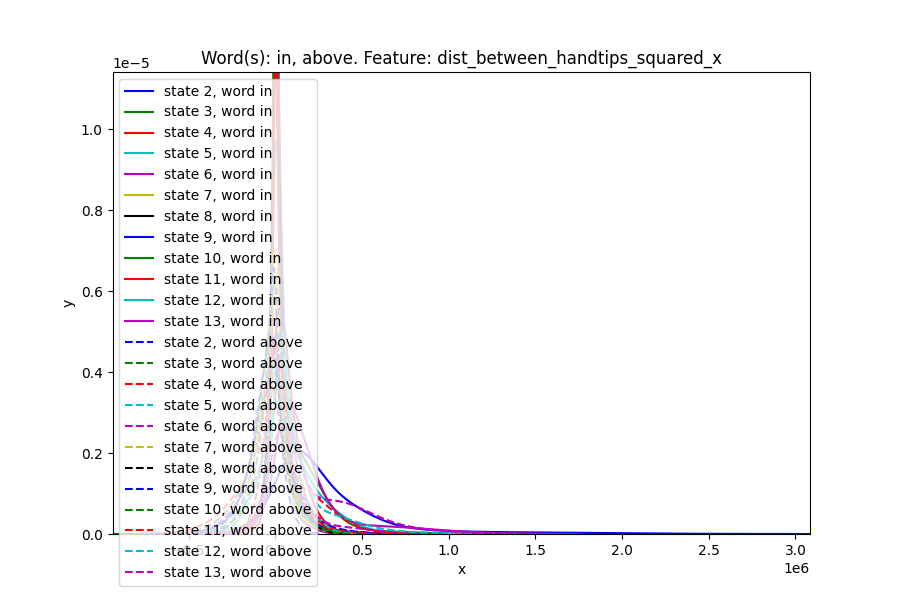 Word(s): in, above. Feature: dist_between_handtips_squared_x
1e−5
state 2, word in
state 3, word in
state 4, word in
state 5, word in
state 6, word in
state 7, word in
state 8, word in
state 9, word in
state 10, word in
state 11, word in
state 12, word in
state 13, word in
state 2, word above
state 3, word above
state 4, word above
state 5, word above
state 6, word above
state 7, word above
state 8, word above
state 9, word above
state 10, word above
state 11, word above
state 12, word above
state 13, word above
1.0
0.8
0.6
0.4
0.2
0.0
y
0.5
1.0
1.5
2.0
2.5
3.0
x
1e6